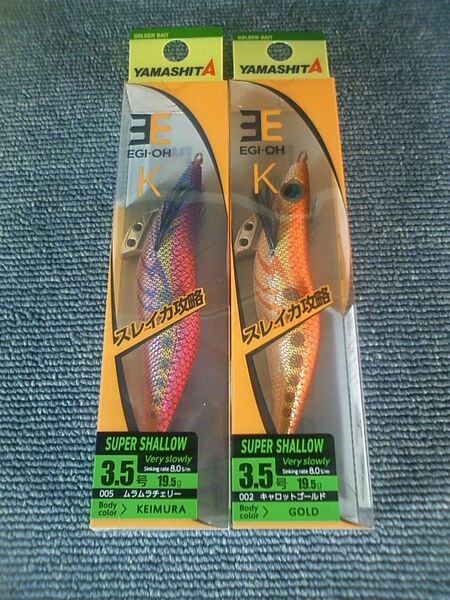 GOLDEN BAIT
YAMASHITA
EGI-OH
K
スレイカ攻略
SUPER SHALLOW
Very slowly
3.5号 19.5g
Sinking rate 8.0s/m
005 ムラムラチェリー
Body color > KEIMURA
GOLDEN BAIT
YAMASHITA
EGI-OH
K
スレイカ攻略
SUPER SHALLOW
Very slowly
3.5号 19.5g
Sinking rate 8.0s/m
002 キャロットゴールド
Body color > GOLD